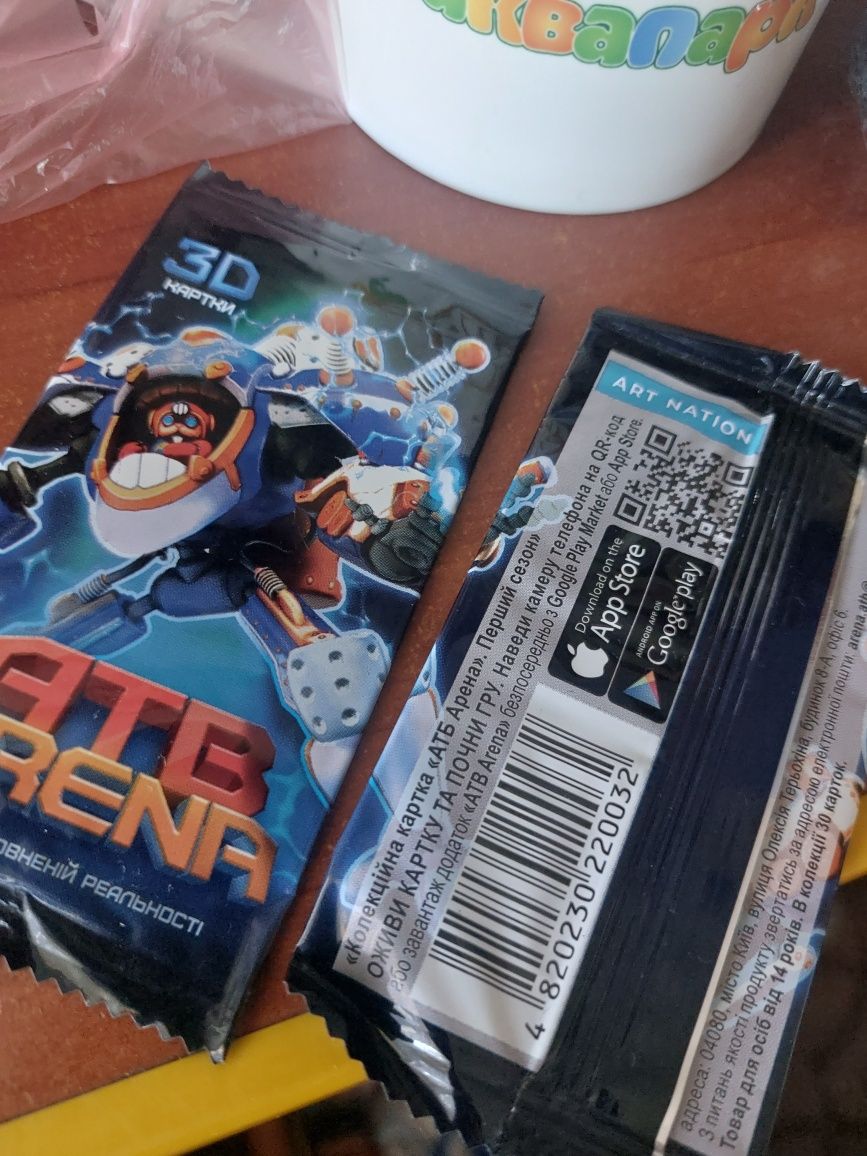 аквапарк
3D
КАРТКИ
АТВ
ARENA
РЕАЛЬНОСТІ
ART NATION
«Колекційна картка «АТБ Арена». Перший сезон»
ОЖИВИ КАРТКУ ТА ПОЧНИ ГРУ. Наведи камеру телефона на QR-код
або завантаж додаток «ATB Arena» безпосередньо з Google Play Market або App Store.
Download on the
App Store
ANDROID APP ON
Google play
4 820230 220032
адреса: 04080, місто Київ, вулиця Олексія Терьохіна, будинок 8-А, офіс 6.
З питань якості продукту звертатись за адресою електронної пошти:
Товар для осіб від 14 років. В колекції 30 карток.